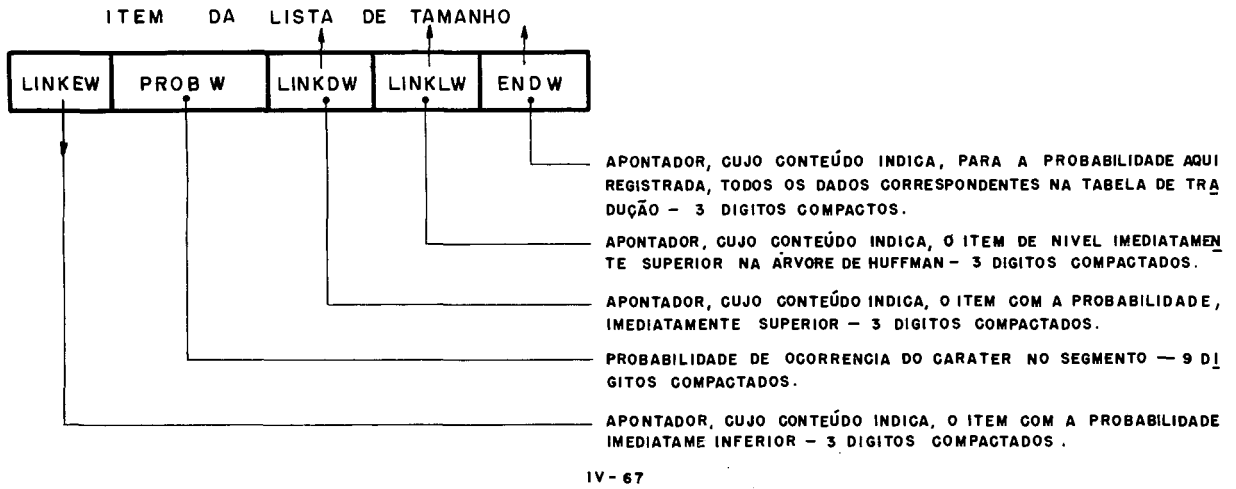 ITEM DA LISTA DE TAMANHO
LINKEW PROBW LINKDW LINKLW ENDW
APONTADOR, CUJO CONTEÚDO INDICA, PARA A PROBABILIDADE AQUI
REGISTRADA, TODOS OS DADOS CORRESPONDENTES NA TABELA DE TRA
DUÇÃO - 3 DIGITOS COMPACTOS.
APONTADOR, CUJO CONTEÚDO INDICA, O ITEM DE NIVEL IMEDIATAMEN
TE SUPERIOR NA ÁRVORE DE HUFFMAN - 3 DIGITOS COMPACTADOS.
APONTADOR, CUJO CONTEÚDO INDICA, O ITEM COM A PROBABILIDADE,
IMEDIATAMENTE SUPERIOR - 3 DIGITOS COMPACTADOS.
PROBABILIDADE DE OCORRENCIA DO CARATER NO SEGMENTO - 9 DI
GITOS COMPACTADOS.
APONTADOR, CUJO CONTEÚDO INDICA, O ITEM COM A PROBABILIDADE
IMEDIATAME INFERIOR - 3 DIGITOS COMPACTADOS.
IV-67